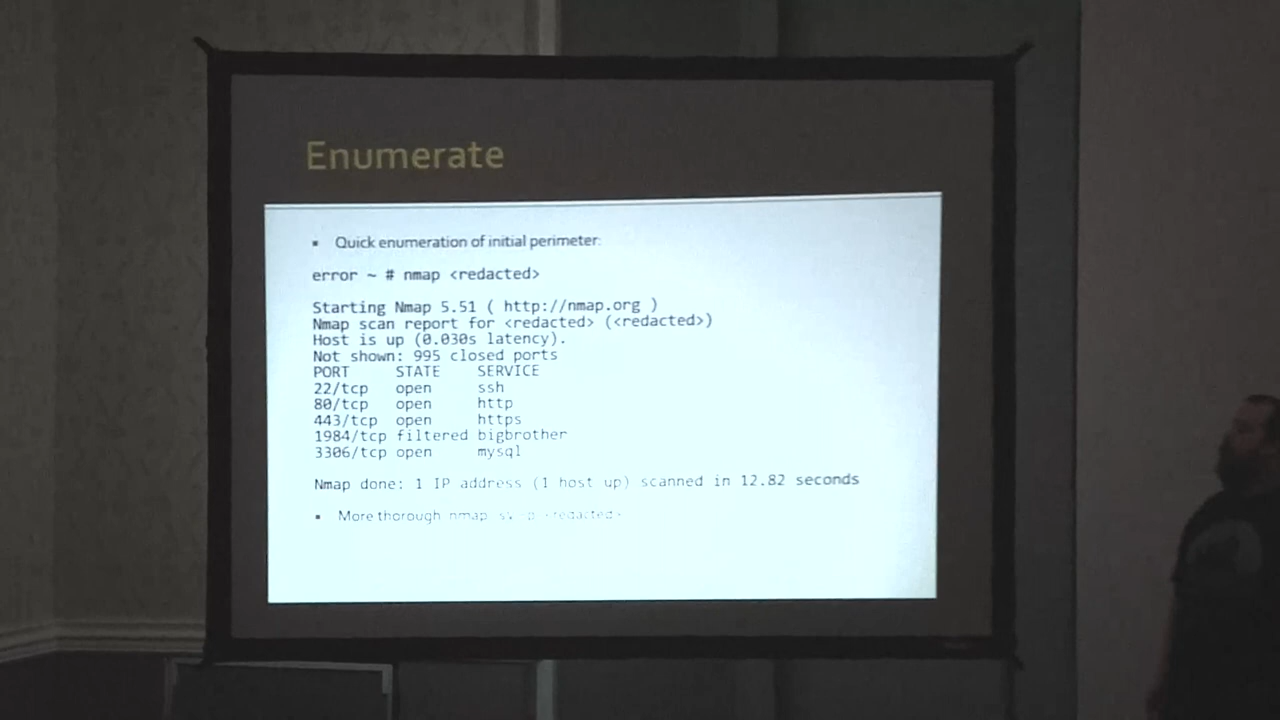 Enumerate
▪ Quick enumeration of initial perimeter:
error ~ # nmap <redacted>
Starting Nmap 5.51 ( http://nmap.org )
Nmap scan report for <redacted> (<redacted>)
Host is up (0.030s latency).
Not shown: 995 closed ports
PORT     STATE    SERVICE
22/tcp   open     ssh
80/tcp   open     http
443/tcp  open     https
1984/tcp filtered bigbrother
3306/tcp open     mysql
Nmap done: 1 IP address (1 host up) scanned in 12.82 seconds
▪ More thorough nmap <redacted>